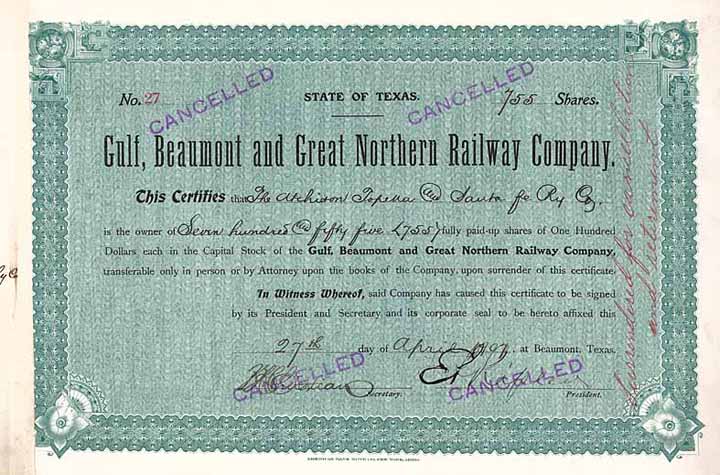 No. 27 STATE OF TEXAS. 755 Shares.
CANCELLED
CANCELLED
Gulf, Beaumont and Great Northern Railway Company.
This Certifies that The Atchison Topeka & Santa fe Ry Co.
is the owner of Seven hundred & fifty five (755) fully paid-up shares of One Hundred
Dollars each in the Capital Stock of the Gulf, Beaumont and Great Northern Railway Company,
transferable only in person or by Attorney upon the books of the Company, upon surrender of this certificate
In Witness Whereof, said Company has caused this certificate to be signed
by its President and Secretary and its corporate seal to be hereto affixed this
27th day of April, at Beaumont, Texas.
CANCELLED
CANCELLED
Secretary. President.
Surrendered for cancellation
and retirement
y Co